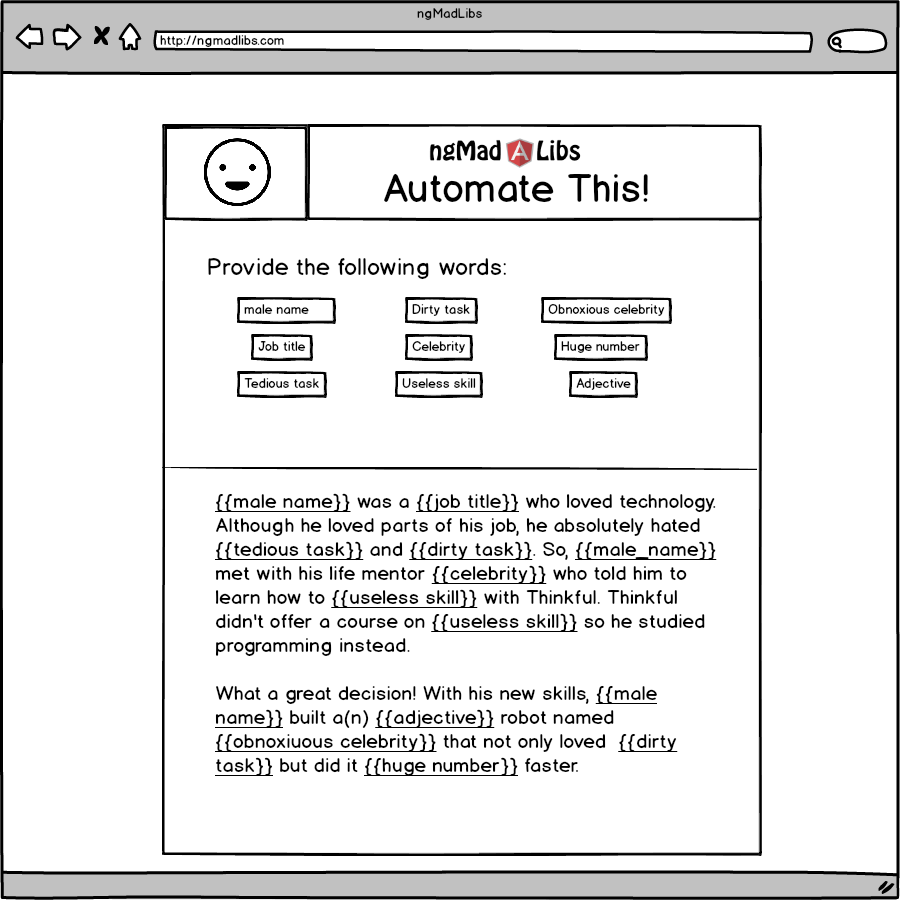 ngMadLibs
http://ngmadlibs.com
ngMad A Libs
Automate This!
Provide the following words:
male name Dirty task Obnoxious celebrity
Job title Celebrity Huge number
Tedious task Useless skill Adjective
{{male name}} was a {{job title}} who loved technology.
Although he loved parts of his job, he absolutely hated
{{tedious task}} and {{dirty task}}. So, {{male_name}}
met with his life mentor {{celebrity}} who told him to
learn how to {{useless skill}} with Thinkful. Thinkful
didn't offer a course on {{useless skill}} so he studied
programming instead.
What a great decision! With his new skills, {{male
name}} built a(n) {{adjective}} robot named
{{obnoxiuous celebrity}} that not only loved {{dirty
task}} but did it {{huge number}} faster.